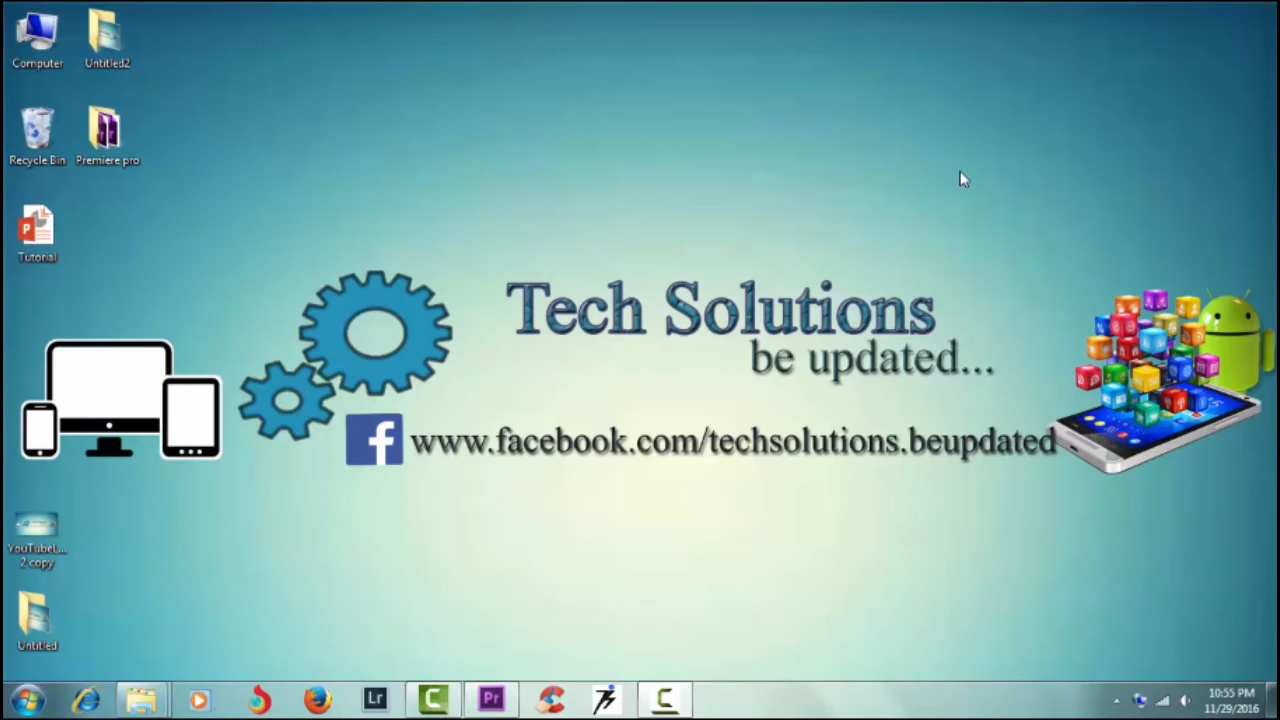 Computer
Untitled2
Recycle Bin
Premiere pro
Tutorial
Tech Solutions
be updated...
f www.facebook.com/techsolutions.beupdated
YouTubeL...
2 copy
Untitled
Lr
Pr
10:55 PM
11/29/2016